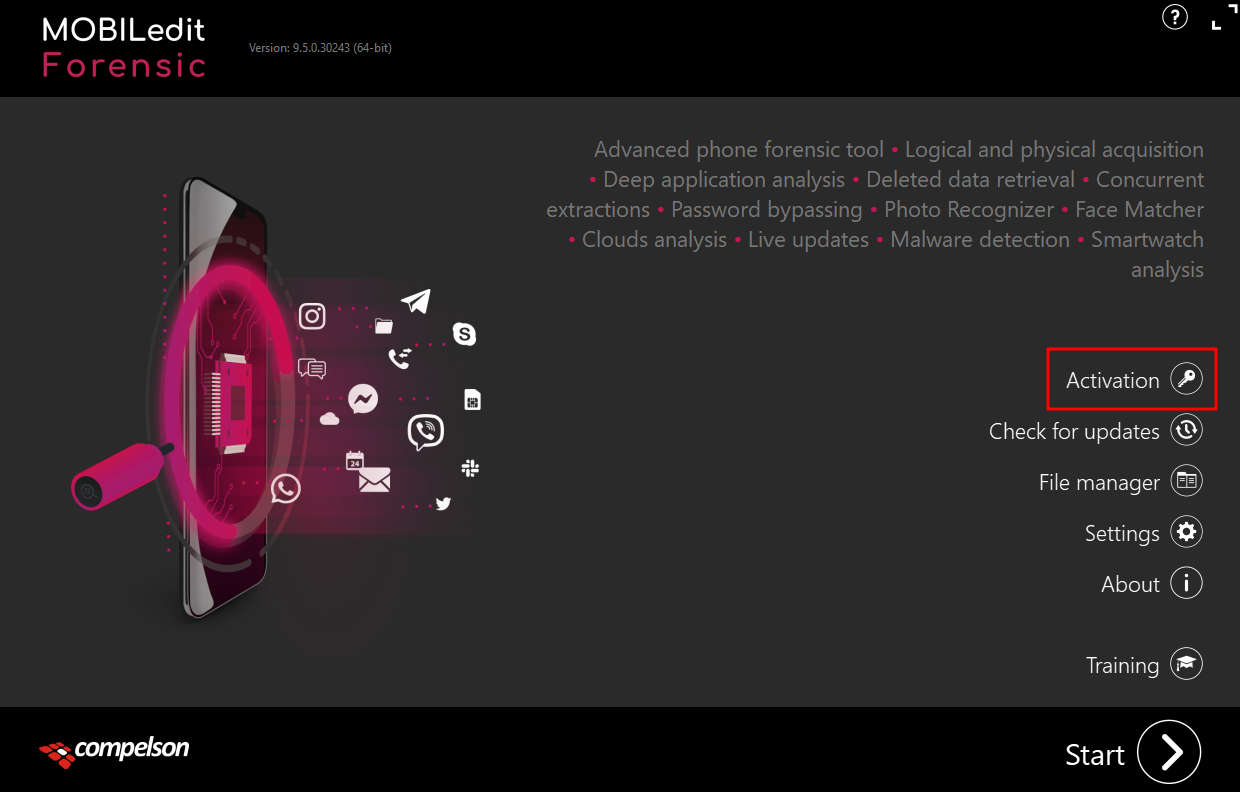 MOBILedit
Forensic
Version: 9.5.0.30243 (64-bit)
?
Advanced phone forensic tool • Logical and physical acquisition
• Deep application analysis • Deleted data retrieval • Concurrent
extractions • Password bypassing • Photo Recognizer • Face Matcher
• Clouds analysis • Live updates • Malware detection • Smartwatch
analysis
S
24
Activation
Check for updates
File manager
Settings
About
i
Training
compelson
Start